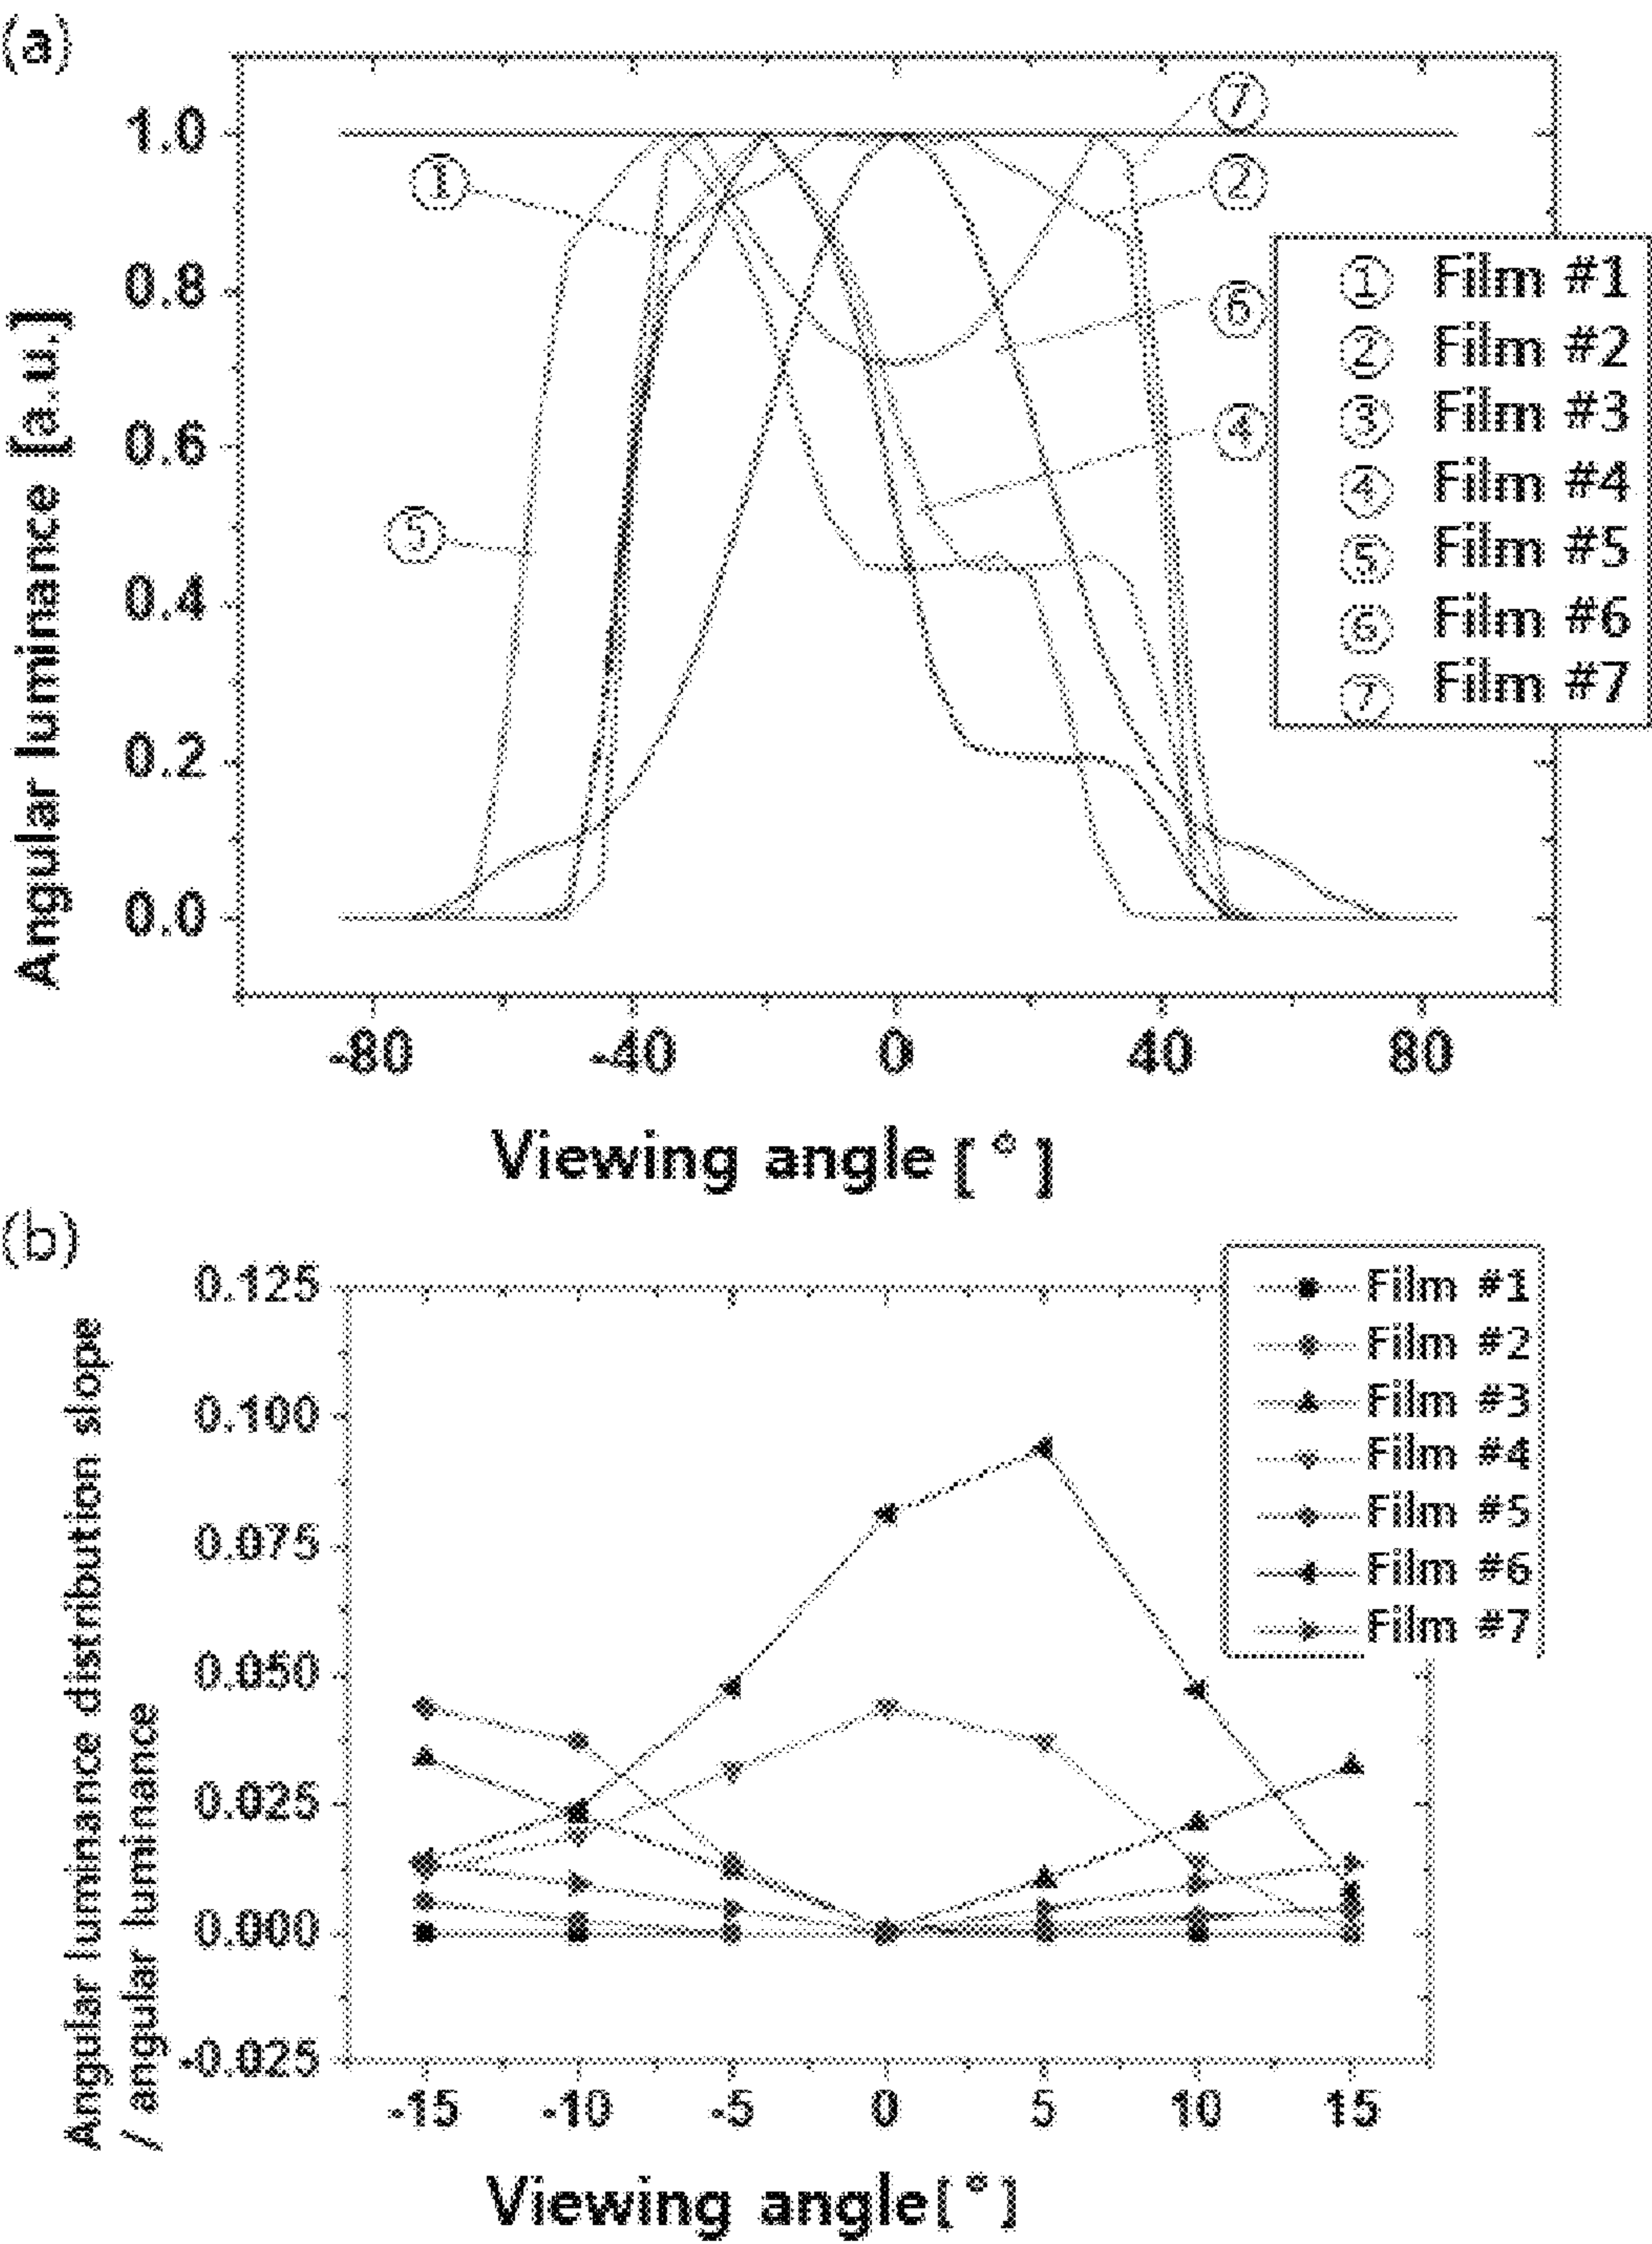 (a)
Angular luminance [a.u.]
1.0
0.8
0.6
0.4
0.2
0.0
-80 -40 0 40 80
Viewing angle [°]
①
⑤
⑦
②
⑥
④
① Film #1
② Film #2
③ Film #3
④ Film #4
⑤ Film #5
⑥ Film #6
⑦ Film #7
(b)
Angular luminance distribution slope
/ angular luminance
0.125
0.100
0.075
0.050
0.025
0.000
-0.025
-15 -10 -5 0 5 10 15
Viewing angle[°]
Film #1
Film #2
Film #3
Film #4
Film #5
Film #6
Film #7